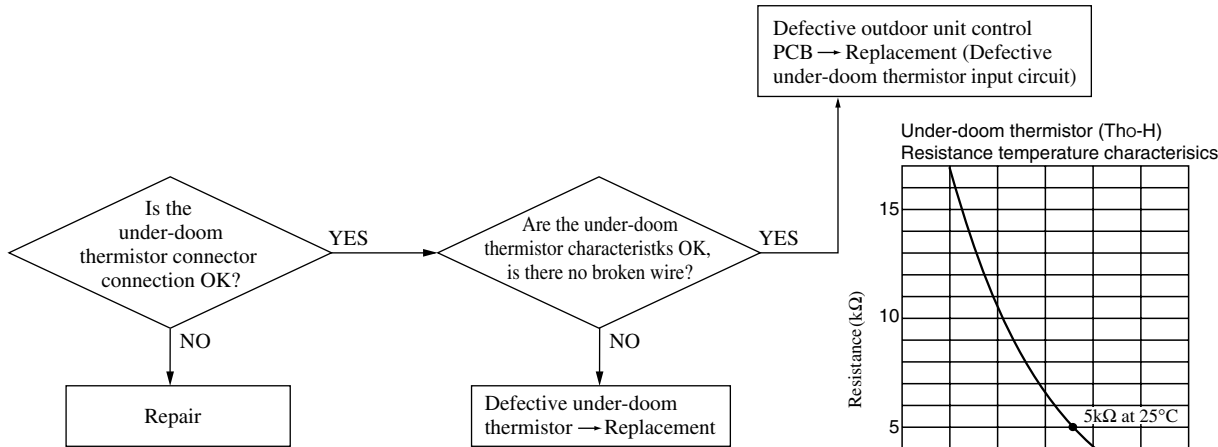 Defective outdoor unit control
PCB → Replacement (Defective
under-doom thermistor input circuit)
Is the
under-doom
thermistor connector
connection OK?
YES
NO
Repair
Are the under-doom
thermistor characteristks OK,
is there no broken wire?
YES
NO
Defective under-doom
thermistor → Replacement
Under-doom thermistor (Tho-H)
Resistance temperature characterisics
Resistance (kΩ)
15
10
5
5kΩ at 25°C